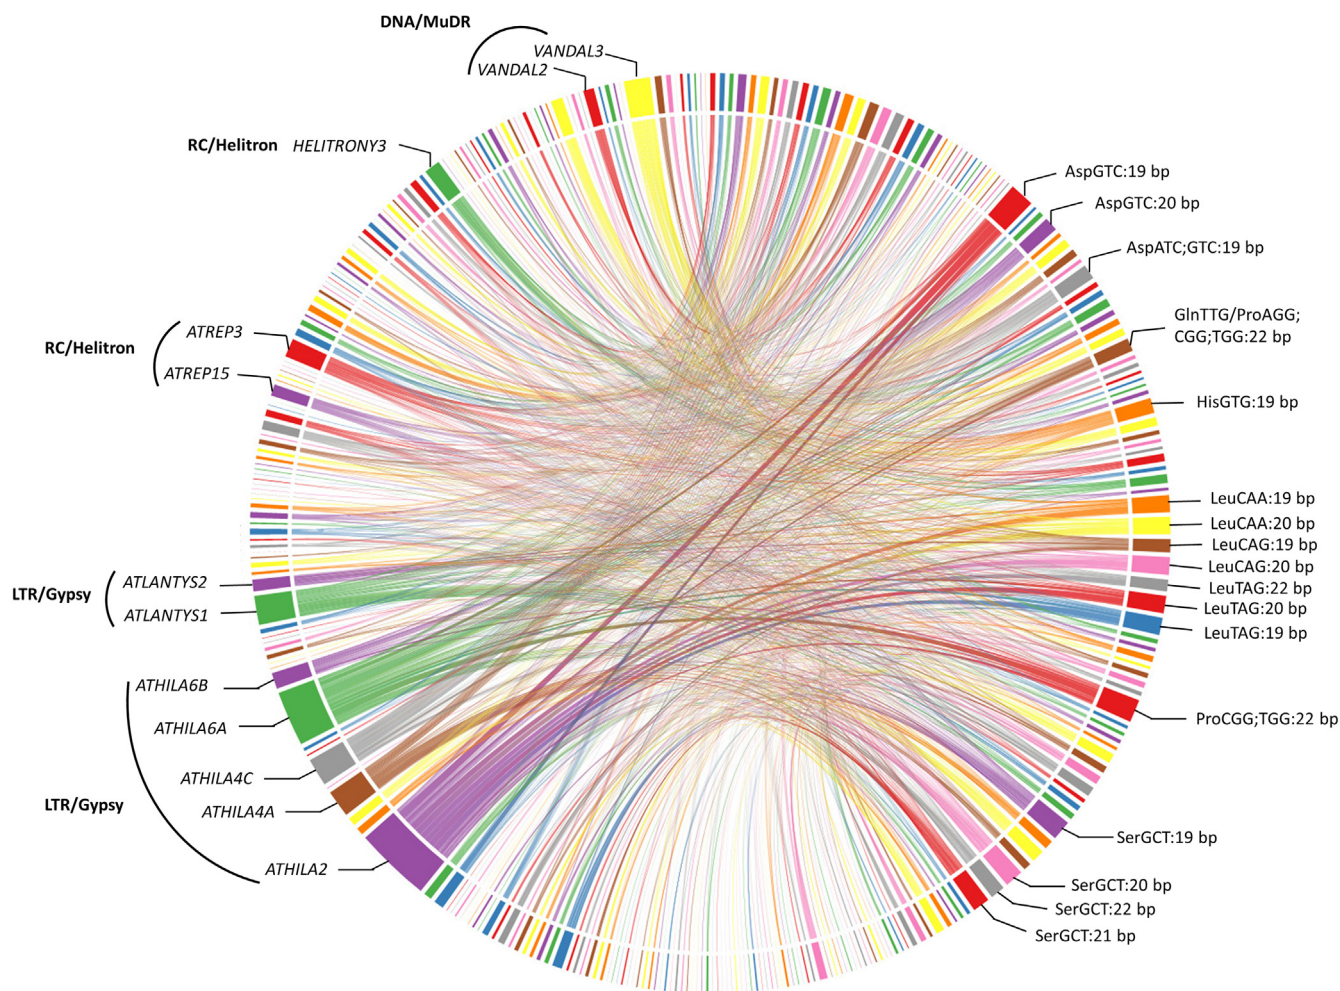 DNA/MuDR
VANDAL3
VANDAL2
RC/Helitron HELITRONY3
ATREP3
RC/Helitron
ATREP15
ATLANTYS2
LTR/Gypsy
ATLANTYS1
ATHILA6B
ATHILA6A
ATHILA4C
LTR/Gypsy
ATHILA4A
ATHILA2
AspGTC:19 bp
AspGTC:20 bp
AspATC;GTC:19 bp
GlnTTG/ProAGG;
CGG;TGG:22 bp
HisGTG:19 bp
LeuCAA:19 bp
LeuCAA:20 bp
LeuCAG:19 bp
LeuCAG:20 bp
LeuTAG:22 bp
LeuTAG:20 bp
LeuTAG:19 bp
ProCGG;TGG:22 bp
SerGCT:19 bp
SerGCT:20 bp
SerGCT:22 bp
SerGCT:21 bp